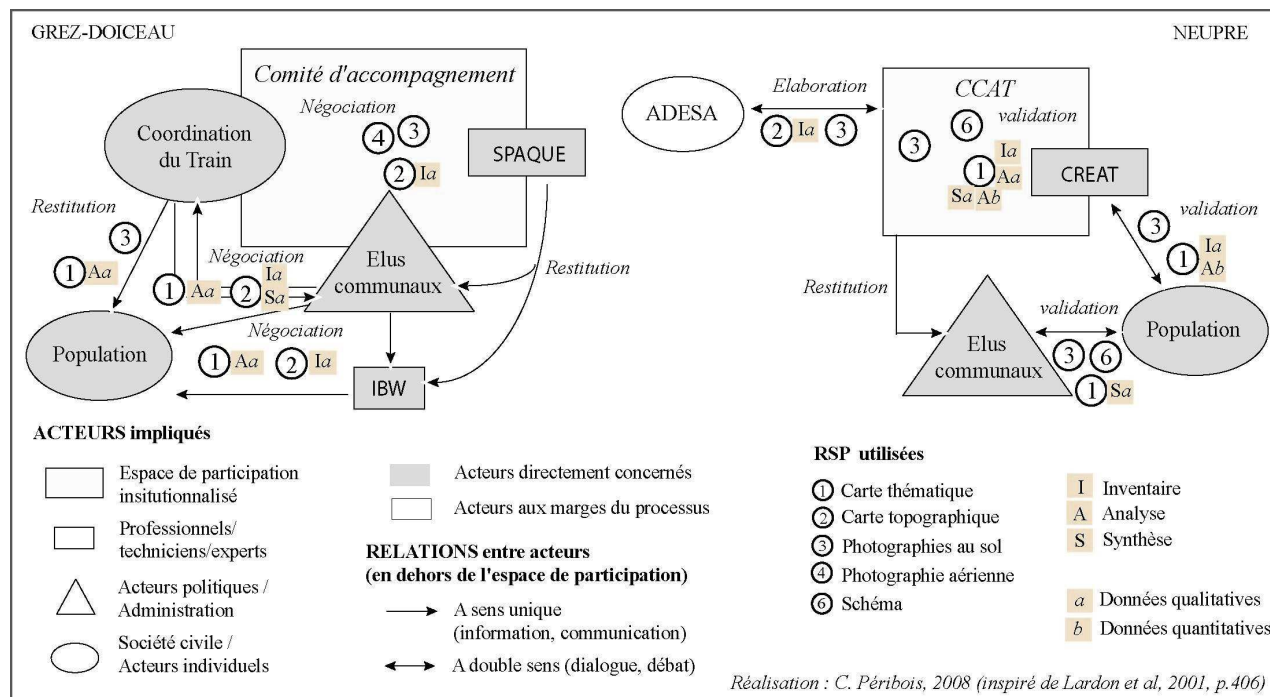 GREZ-DOICEAU
NEUPRE
Comité d'accompagnement
Négociation
4 3
2 Ia
Coordination
du Train
SPAQUE
Restitution
3
1 Aa
Négociation
1 Aa
2 Ia
Sa
Elus
communaux
Restitution
Négociation
1 Aa 2 Ia
Population
IBW
ADESA
Elaboration
2 Ia 3
CCAT
6 validation
3
1 Ia
Aa
Sa Ab
CREAT
validation
3
1 Ia
Ab
Restitution
Elus
communaux
validation
3 6
1 Sa
Population
ACTEURS impliqués
Espace de participation
insitutionnalisé
Professionnels/
techniciens/experts
Acteurs politiques /
Administration
Société civile /
Acteurs individuels
Acteurs directement concernés
Acteurs aux marges du processus
RELATIONS entre acteurs
(en dehors de l'espace de participation)
A sens unique
(information, communication)
A double sens (dialogue, débat)
RSP utilisées
1 Carte thématique
2 Carte topographique
3 Photographies au sol
4 Photographie aérienne
6 Schéma
I Inventaire
A Analyse
S Synthèse
a Données qualitatives
b Données quantitatives
Réalisation : C. Péribois, 2008 (inspiré de Lardon et al, 2001, p.406)